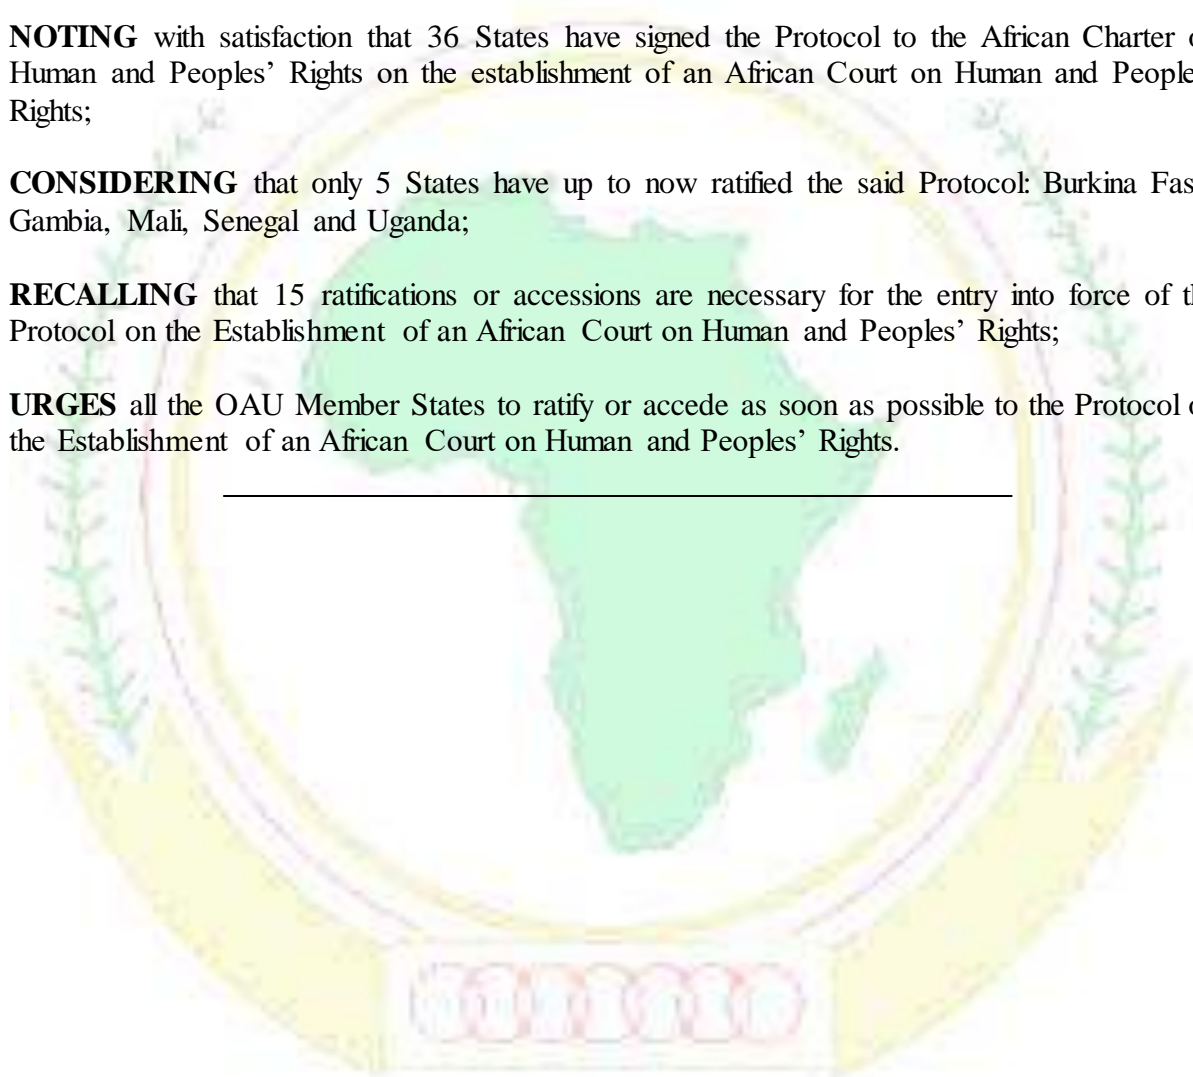 NOTING with satisfaction that 36 States have signed the Protocol to the African Charter
Human and Peoples’ Rights on the establishment of an African Court on Human and People
Rights;
CONSIDERING that only 5 States have up to now ratified the said Protocol: Burkina Fas
Gambia, Mali, Senegal and Uganda;
RECALLING that 15 ratifications or accessions are necessary for the entry into force of
Protocol on the Establishment of an African Court on Human and Peoples’ Rights;
URGES all the OAU Member States to ratify or accede as soon as possible to the Protocol
the Establishment of an African Court on Human and Peoples’ Rights.